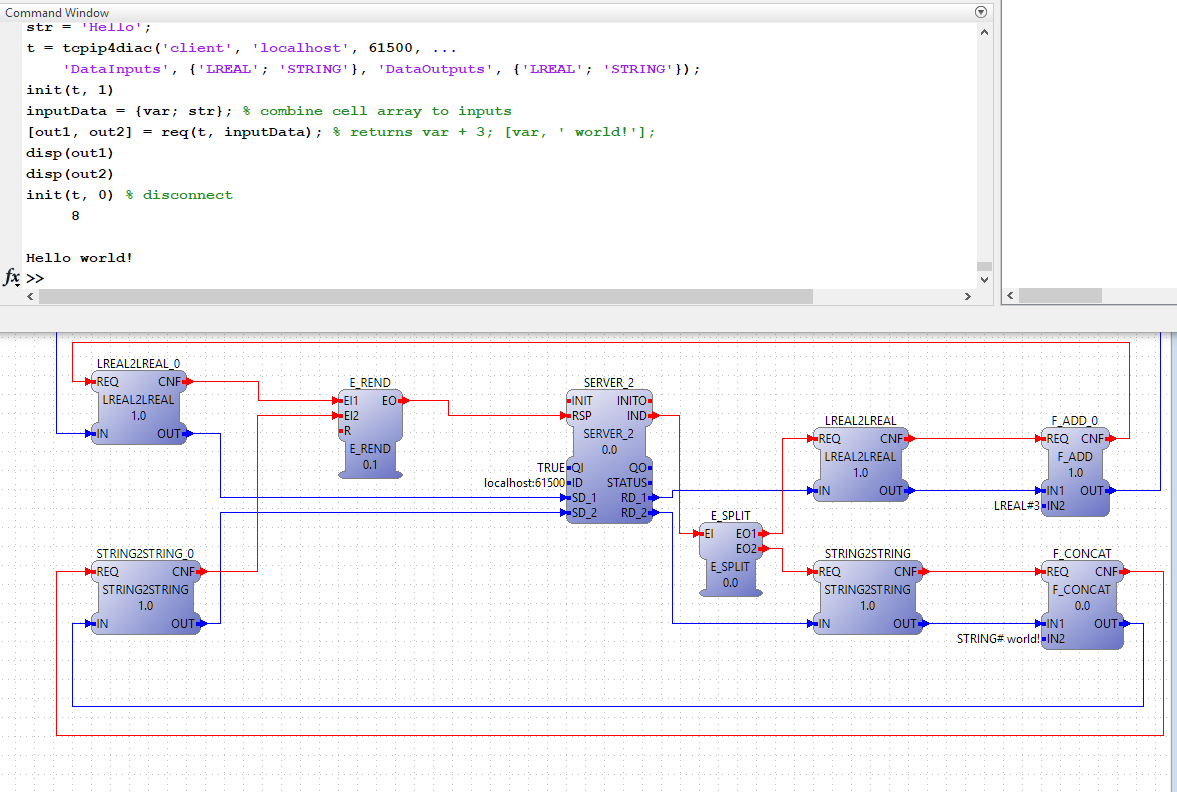 Command Window
str = 'Hello';
t = tcpip4diac('client', 'localhost', 61500, ...
'DataInputs', {'LREAL'; 'STRING'}, 'DataOutputs', {'LREAL'; 'STRING'});
init(t, 1)
inputData = {var; str}; % combine cell array to inputs
[out1, out2] = req(t, inputData); % returns var + 3; [var, ' world!'];
disp(out1)
disp(out2)
init(t, 0) % disconnect
8
Hello world!
fx >>
LREAL2LREAL_0
REQ CNF
LREAL2LREAL
1.0
IN OUT
E_REND
EI1 EO
EI2
R
E_REND
0.1
SERVER_2
INIT INITO
RSP IND
SERVER_2
0.0
TRUE QI QO
localhost:61500 ID STATUS
SD_1 RD_1
SD_2 RD_2
LREAL2LREAL
REQ CNF
LREAL2LREAL
1.0
IN OUT
F_ADD_0
REQ CNF
F_ADD
1.0
IN1 OUT
LREAL#3 IN2
E_SPLIT
EI EO1
EO2
E_SPLIT
0.0
STRING2STRING_0
REQ CNF
STRING2STRING
1.0
IN OUT
STRING2STRING
REQ CNF
STRING2STRING
1.0
IN OUT
F_CONCAT
REQ CNF
F_CONCAT
0.0
IN1 OUT
STRING# world! IN2